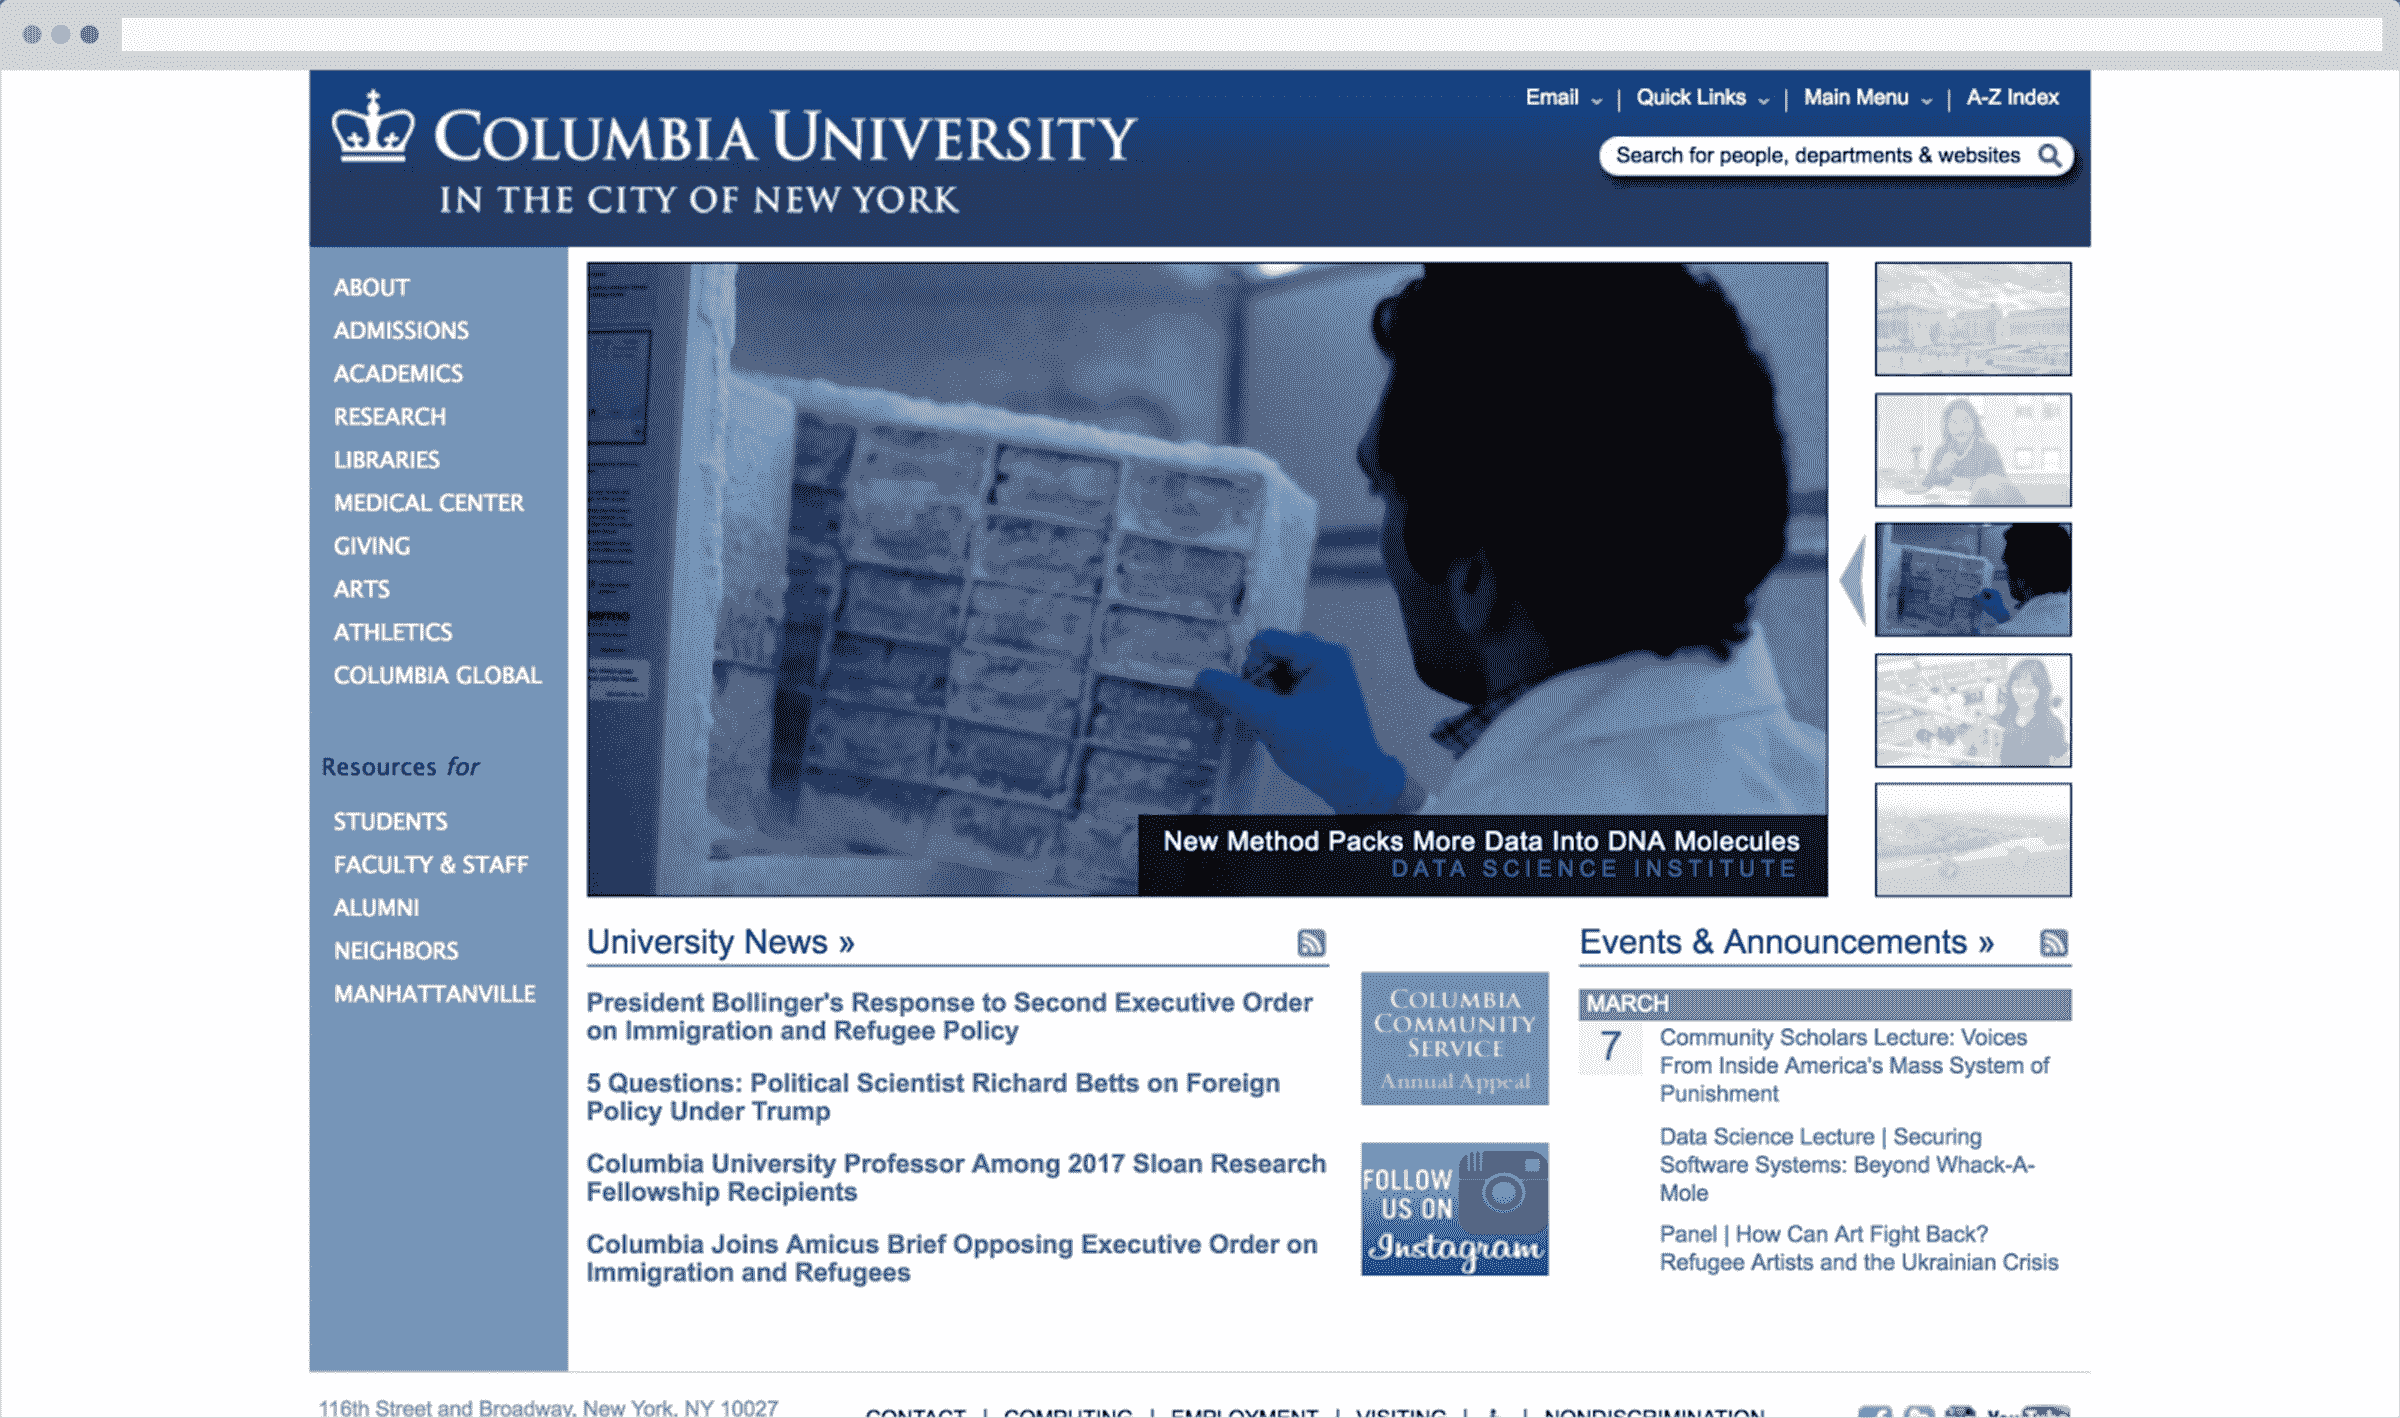 COLUMBIA UNIVERSITY
IN THE CITY OF NEW YORK
Email | Quick Links | Main Menu | A-Z Index
Search for people, departments & websites
ABOUT
ADMISSIONS
ACADEMICS
RESEARCH
LIBRARIES
MEDICAL CENTER
GIVING
ARTS
ATHLETICS
COLUMBIA GLOBAL
Resources for
STUDENTS
FACULTY & STAFF
ALUMNI
NEIGHBORS
MANHATTANVILLE
New Method Packs More Data Into DNA Molecules
DATA SCIENCE INSTITUTE
University News »
President Bollinger's Response to Second Executive Order
on Immigration and Refugee Policy
5 Questions: Political Scientist Richard Betts on Foreign
Policy Under Trump
Columbia University Professor Among 2017 Sloan Research
Fellowship Recipients
Columbia Joins Amicus Brief Opposing Executive Order on
Immigration and Refugees
COLUMBIA
COMMUNITY
SERVICE
Annual Appeal
FOLLOW
US ON
Instagram
Events & Announcements »
MARCH
7
Community Scholars Lecture: Voices
From Inside America's Mass System of
Punishment
Data Science Lecture | Securing
Software Systems: Beyond Whack-A-
Mole
Panel | How Can Art Fight Back?
Refugee Artists and the Ukrainian Crisis
116th Street and Broadway, New York, NY 10027
CONTACT | COMPUTING | EMPLOYMENT | VISITING | | NONDISCRIMINATION